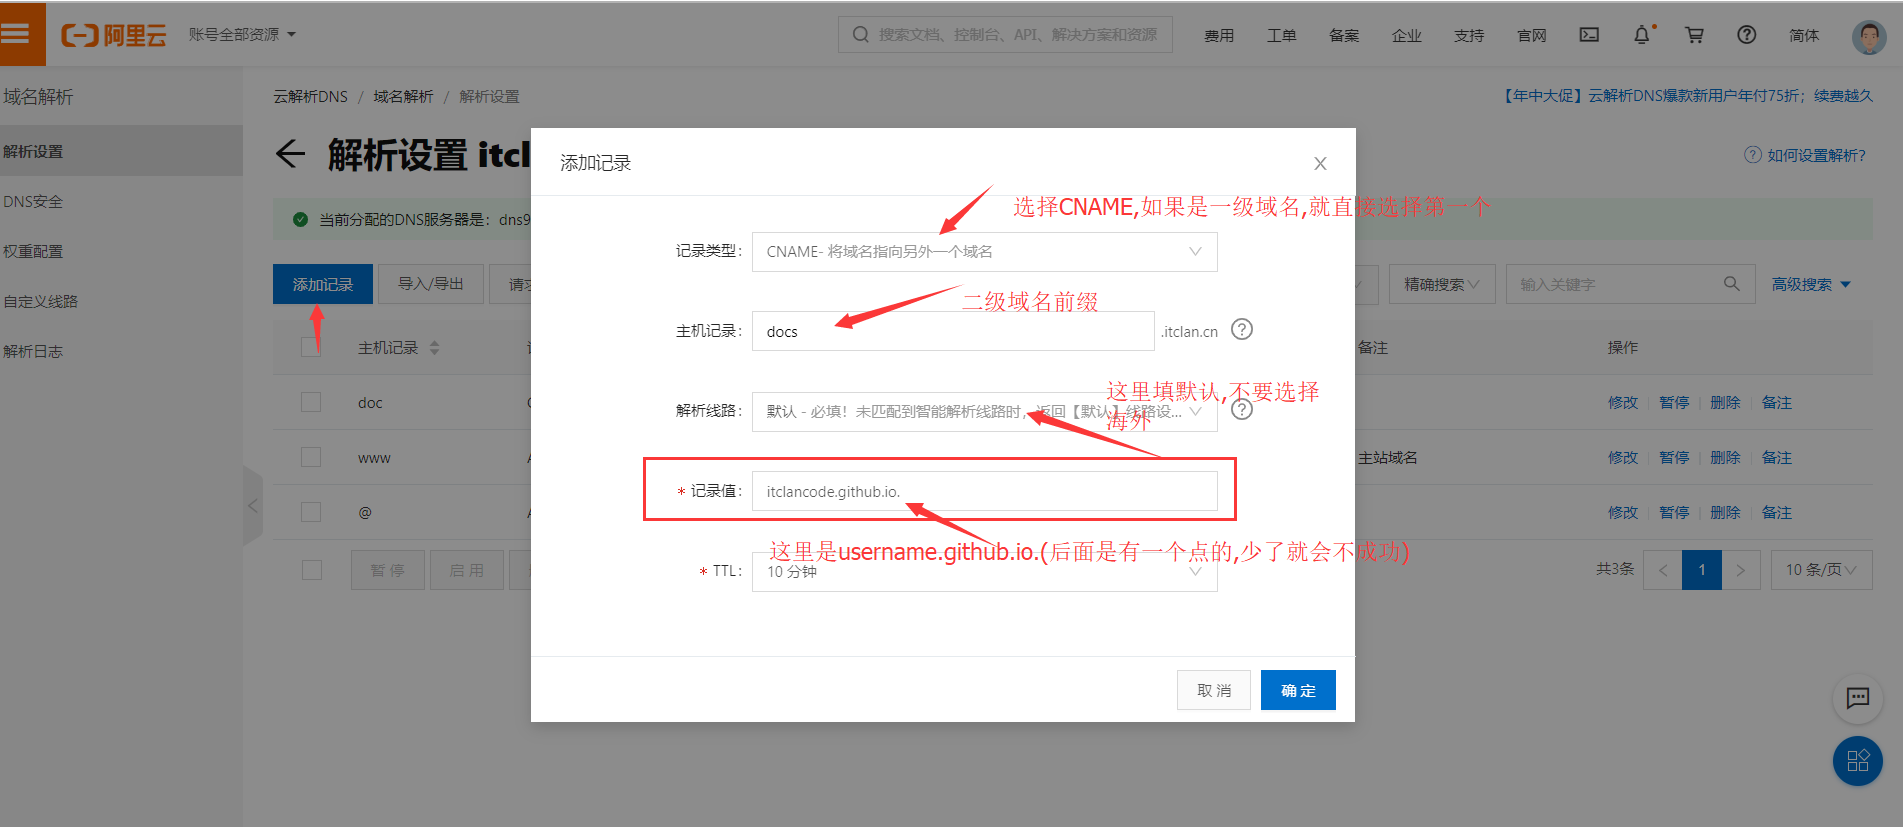 阿里云 账号全部资源 搜索文档、控制台、API、解决方案和资源 费用 工单 备案 企业 支持 官网 简体
域名解析
解析设置
DNS安全
权重配置
自定义线路
解析日志
云解析DNS / 域名解析 / 解析设置
【年中大促】云解析DNS爆款新用户年付75折；续费越久
解析设置 itcl
如何设置解析?
当前分配的DNS服务器是：dns9
添加记录 导入/导出 请求
精确搜索 输入关键字 高级搜索
主机记录 备注 操作
doc 修改 暂停 删除 备注
www 主站域名 修改 暂停 删除 备注
@ 修改 暂停 删除 备注
暂停 启用 共3条 < 1 > 10 条/页
添加记录 X
选择CNAME,如果是一级域名,就直接选择第一个
记录类型： CNAME- 将域名指向另外一个域名
二级域名前缀
主机记录： docs .itclan.cn ?
这里填默认,不要选择
海外
解析线路： 默认 - 必填！未匹配到智能解析线路时，返回【默认】线路设... ?
* 记录值： itclancode.github.io.
这里是username.github.io.(后面是有一个点的,少了就会不成功)
* TTL： 10 分钟
取消 确定